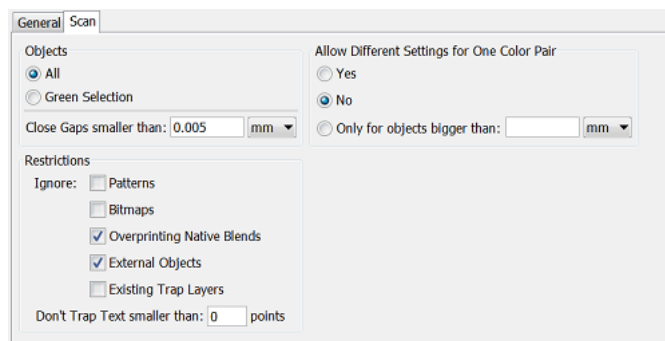 General Scan
Objects
All
Green Selection
Close Gaps smaller than: 0.005 mm
Allow Different Settings for One Color Pair
Yes
No
Only for objects bigger than: mm
Restrictions
Ignore: Patterns
Bitmaps
Overprinting Native Blends
External Objects
Existing Trap Layers
Don't Trap Text smaller than: 0 points